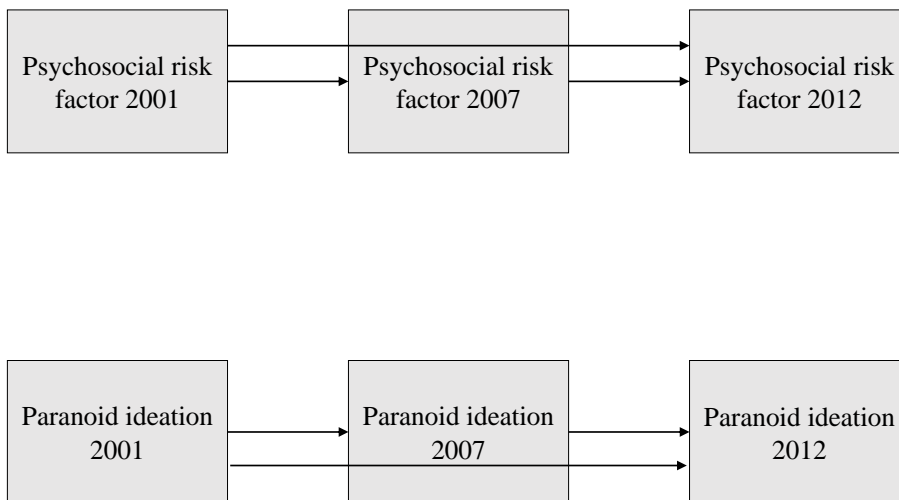 Psychosocial risk
factor 2001
Psychosocial risk
factor 2007
Psychosocial risk
factor 2012
Paranoid ideation
2001
Paranoid ideation
2007
Paranoid ideation
2012